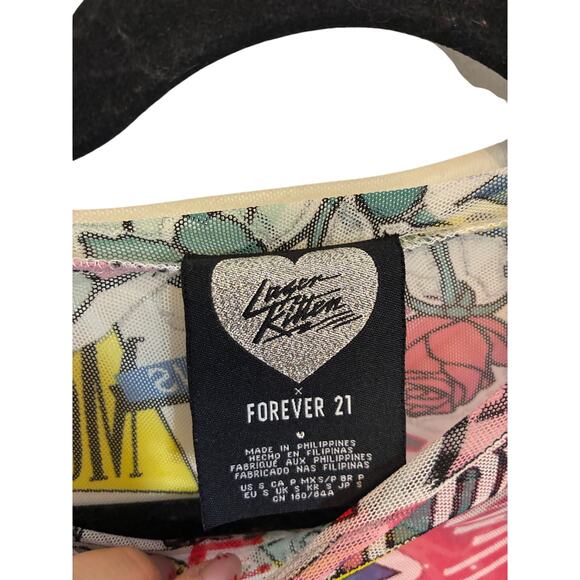 Lazer
Kitten
x
FOREVER 21
MADE IN PHILIPPINES
HECHO EN FILIPINAS
FABRIQUÉ AUX PHILIPPINES
FABRICADO NAS FILIPINAS
US S CA P MX S/P BR P
EU S UK S KR S JP S
CN 160/84A